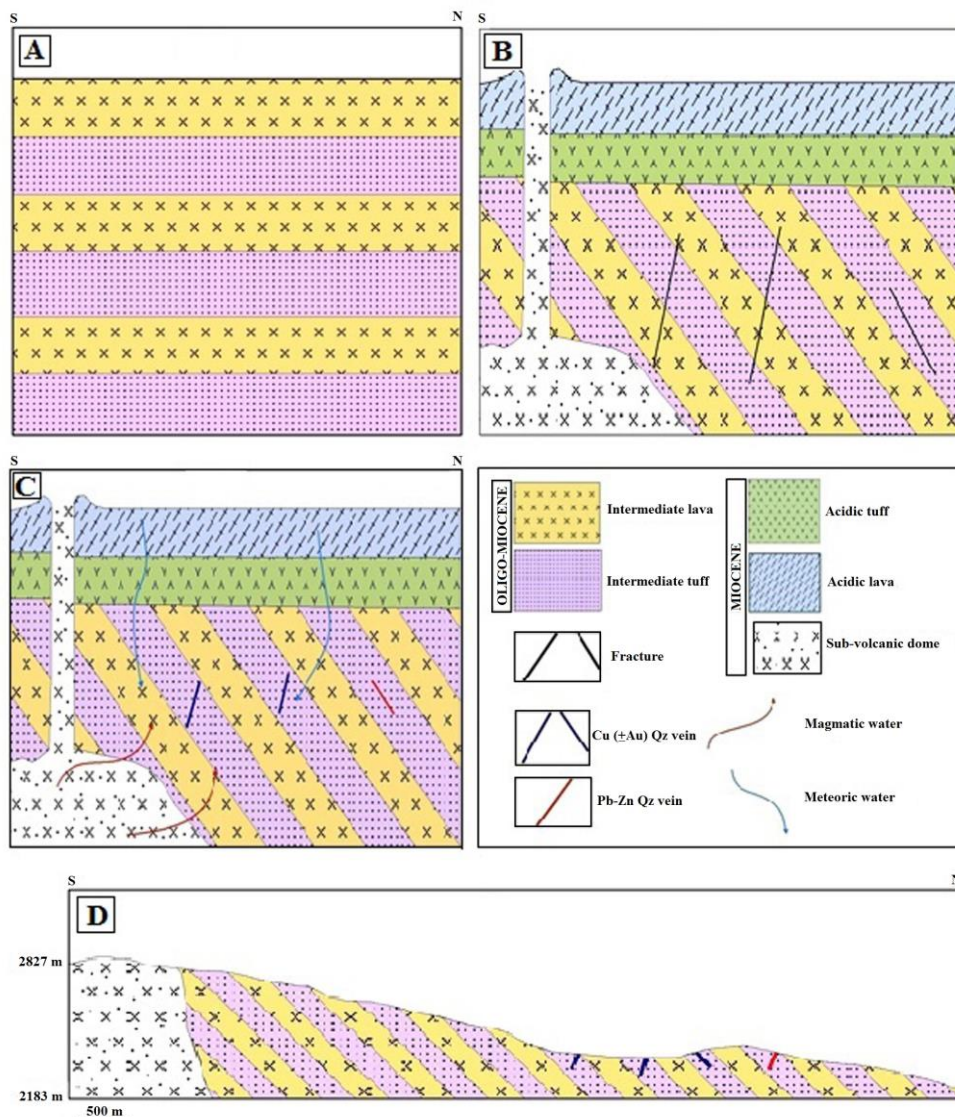 S
N
A
S
N
B
S
N
C
OLIGO-MIOCENE
Intermediate lava
Intermediate tuff
Fracture
Cu (±Au) Qz vein
Pb-Zn Qz vein
MIOCENE
Acidic tuff
Acidic lava
Sub-volcanic dome
Magmatic water
Meteoric water
S
N
D
2827 m
2183 m
500 m